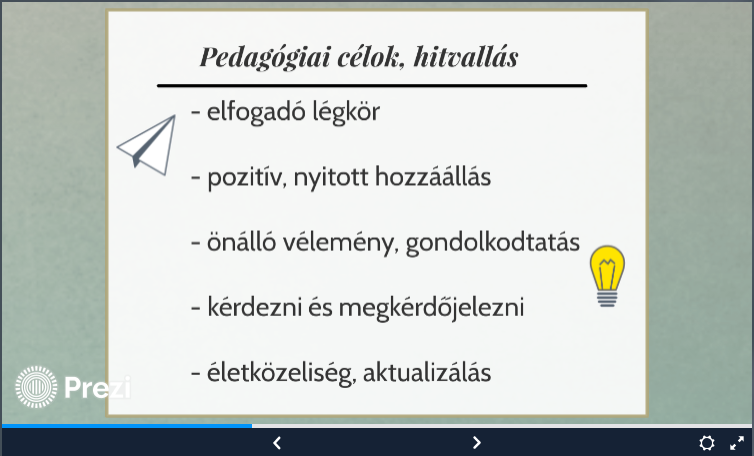 Pedagógiai célok, hitvallás
- elfogadó légkör
- pozitív, nyitott hozzáállás
- önálló vélemény, gondolkodtatás
- kérdezni és megkérdőjelezni
- életközeliség, aktualizálás
Prezi